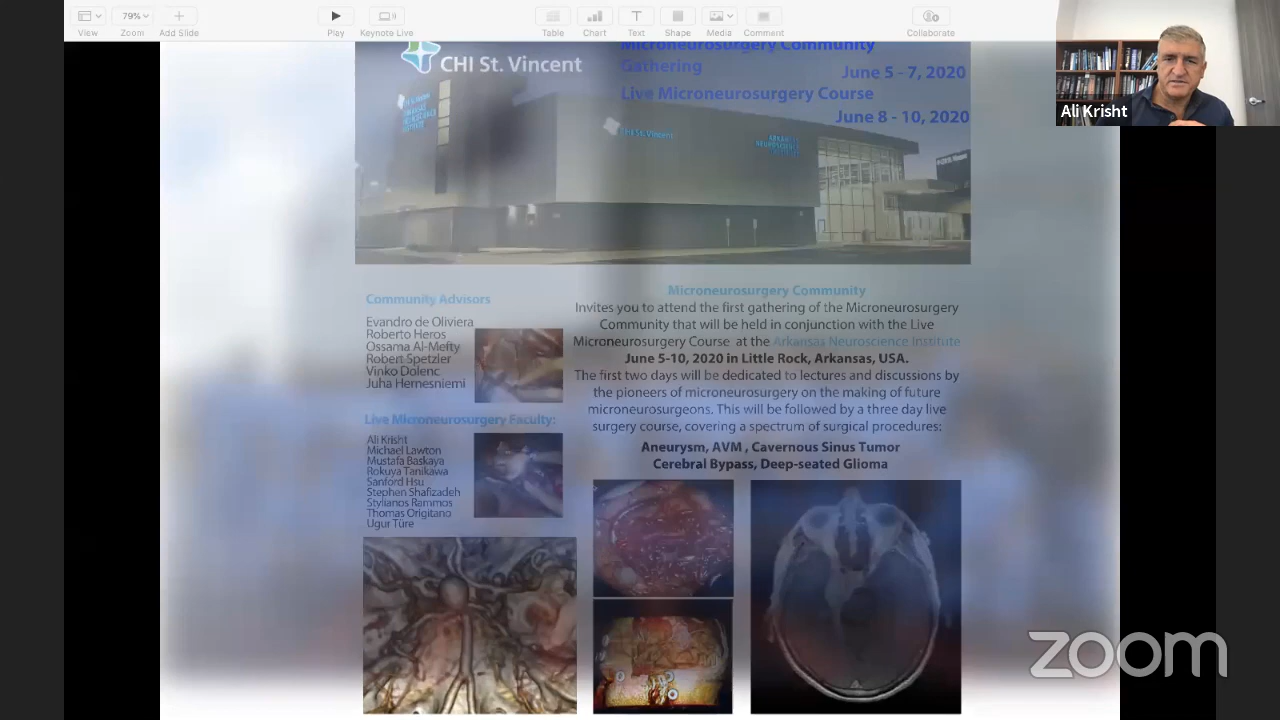 View
79%
Zoom
Add Slide
Play
Keynote Live
Table
Chart
Text
Shape
Media
Comment
Collaborate
Ali Krisht
CHI St. Vincent
Microneurosurgery Community
Gathering
June 5 - 7, 2020
Live Microneurosurgery Course
June 8 - 10, 2020
CHI St. Vincent
ARKANSAS
NEUROSCIENCE
INSTITUTE
Community Advisors
Evandro de Oliviera
Roberto Heros
Ossama Al-Mefty
Robert Spetzler
Vinko Dolenc
Juha Hernesniemi
Live Microneurosurgery Faculty:
Ali Krisht
Michael Lawton
Mustafa Baskaya
Rokuya Tanikawa
Sanford Hsu
Stephen Shafizadeh
Stylianos Rammos
Thomas Origitano
Ugur Türe
Microneurosurgery Community
Invites you to attend the first gathering of the Microneurosurgery
Community that will be held in conjunction with the Live
Microneurosurgery Course at the Arkansas Neuroscience Institute
June 5-10, 2020 in Little Rock, Arkansas, USA.
The first two days will be dedicated to lectures and discussions by
the pioneers of microneurosurgery on the making of future
microneurosurgeons. This will be followed by a three day live
surgery course, covering a spectrum of surgical procedures:
Aneurysm, AVM , Cavernous Sinus Tumor
Cerebral Bypass, Deep-seated Glioma
zoom